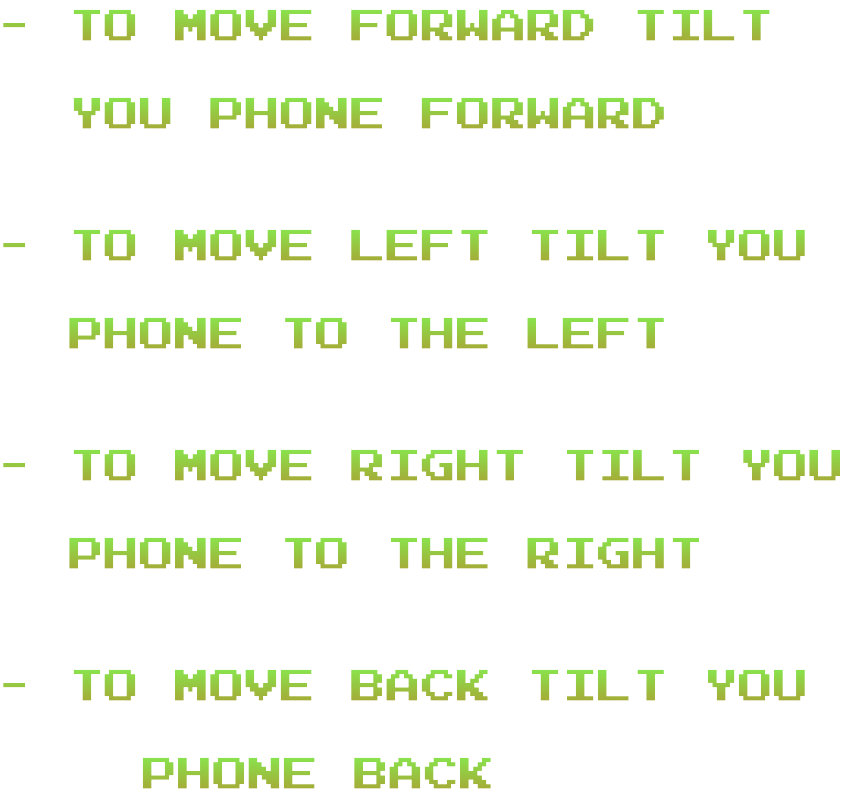 - TO MOVE FORWARD TILT
YOU PHONE FORWARD
- TO MOVE LEFT TILT YOU
PHONE TO THE LEFT
- TO MOVE RIGHT TILT YOU
PHONE TO THE RIGHT
- TO MOVE BACK TILT YOU
PHONE BACK